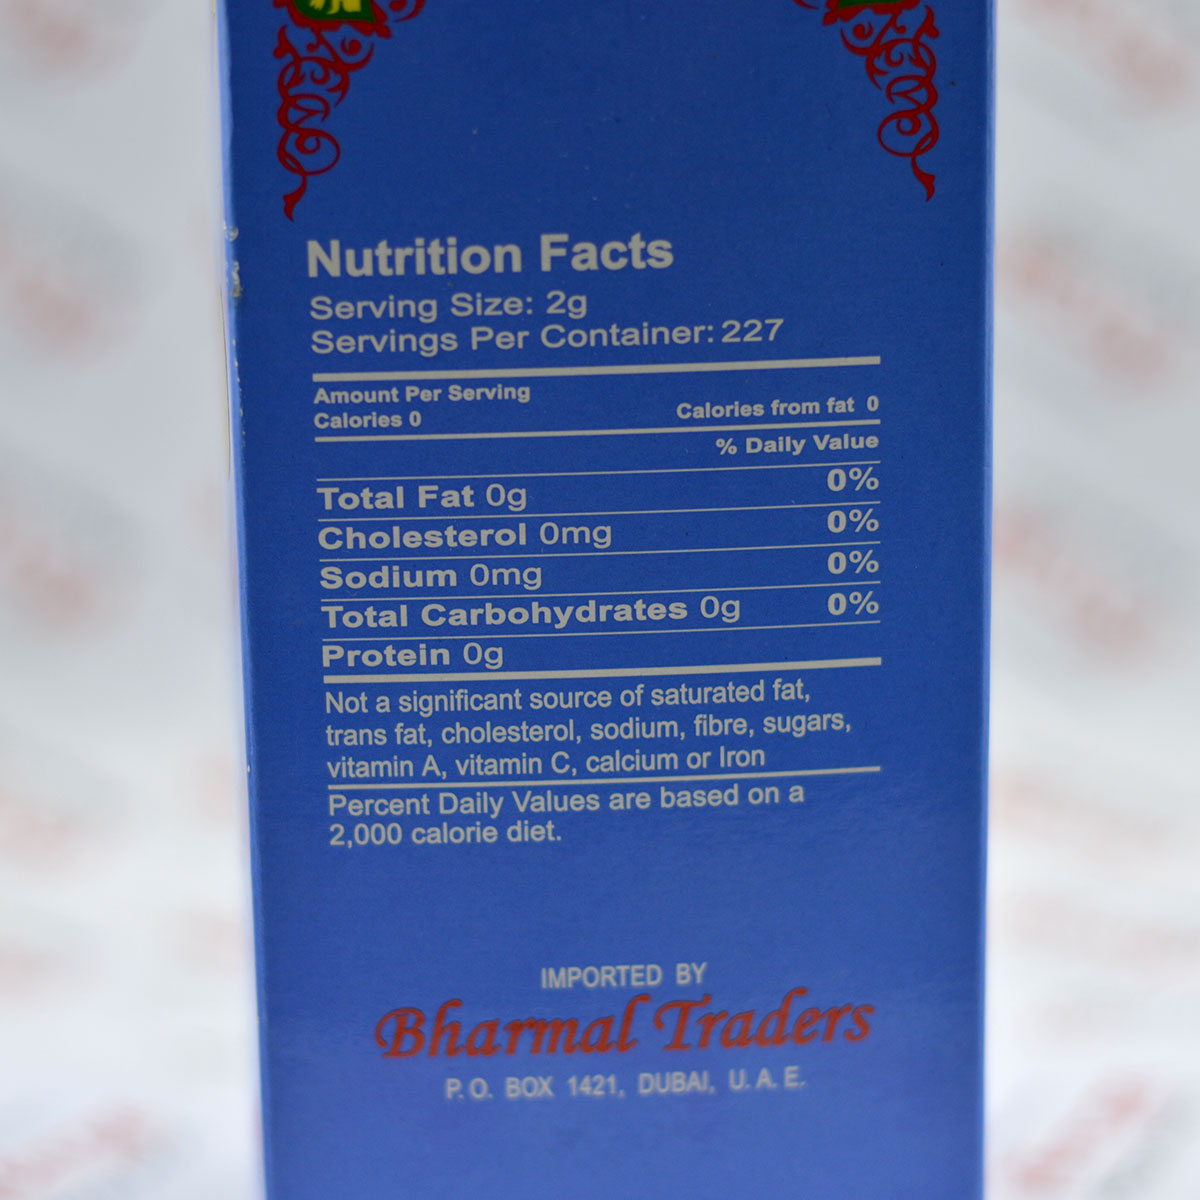 Nutrition Facts
Serving Size: 2g
Servings Per Container: 227
Amount Per Serving
Calories 0 Calories from fat 0
% Daily Value
Total Fat 0g 0%
Cholesterol 0mg 0%
Sodium 0mg 0%
Total Carbohydrates 0g 0%
Protein 0g
Not a significant source of saturated fat,
trans fat, cholesterol, sodium, fibre, sugars,
vitamin A, vitamin C, calcium or Iron
Percent Daily Values are based on a
2,000 calorie diet.
IMPORTED BY
Bharmal Traders
P.O. BOX 1421, DUBAI, U.A.E.